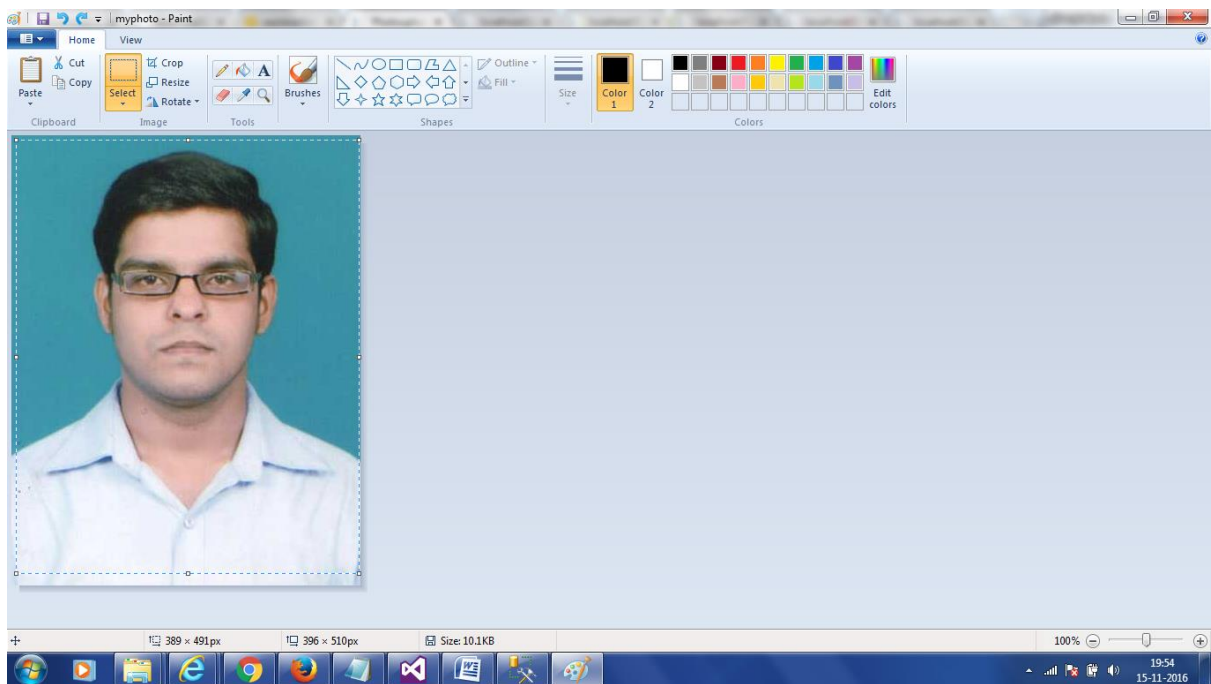 myphoto - Paint
Home View
Paste
Cut
Copy
Clipboard
Select
Crop
Resize
Rotate
Image
A
Tools
Brushes
Outline
Fill
Shapes
Size
Color
1
Color
2
Edit
colors
Colors
389 × 491px 396 × 510px Size: 10.1KB 100%
19:54
15-11-2016